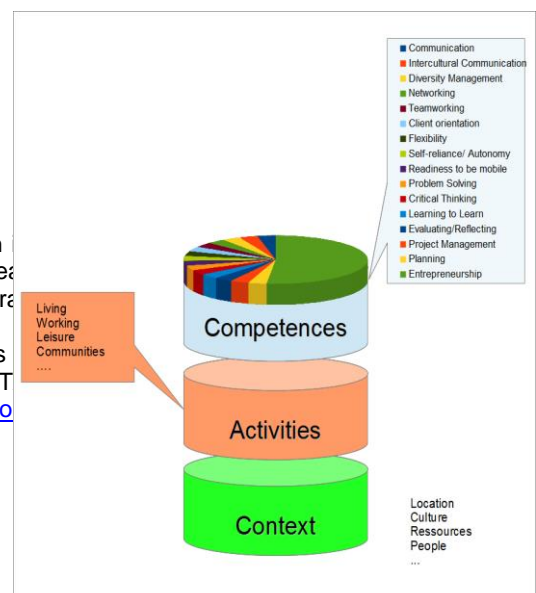 Communication
Intercultural Communication
Diversity Management
Networking
Teamworking
Client orientation
Flexibility
Self-reliance/ Autonomy
Readiness to be mobile
Problem Solving
Critical Thinking
Learning to Learn
Evaluating/Reflecting
Project Management
Planning
Entrepreneurship
Competences
Living
Working
Leisure
Communities
....
Activities
Context
Location
Culture
Ressources
People
...